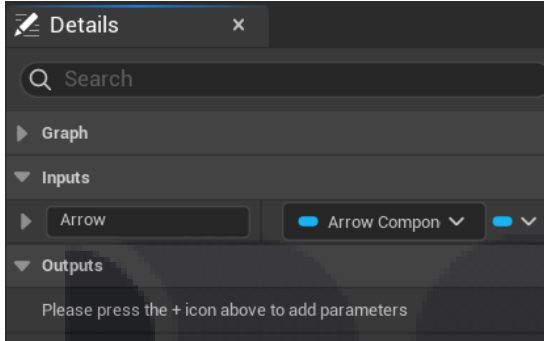 Details
Search
Graph
Inputs
Arrow
Arrow Compon
Outputs
Please press the + icon above to add parameters